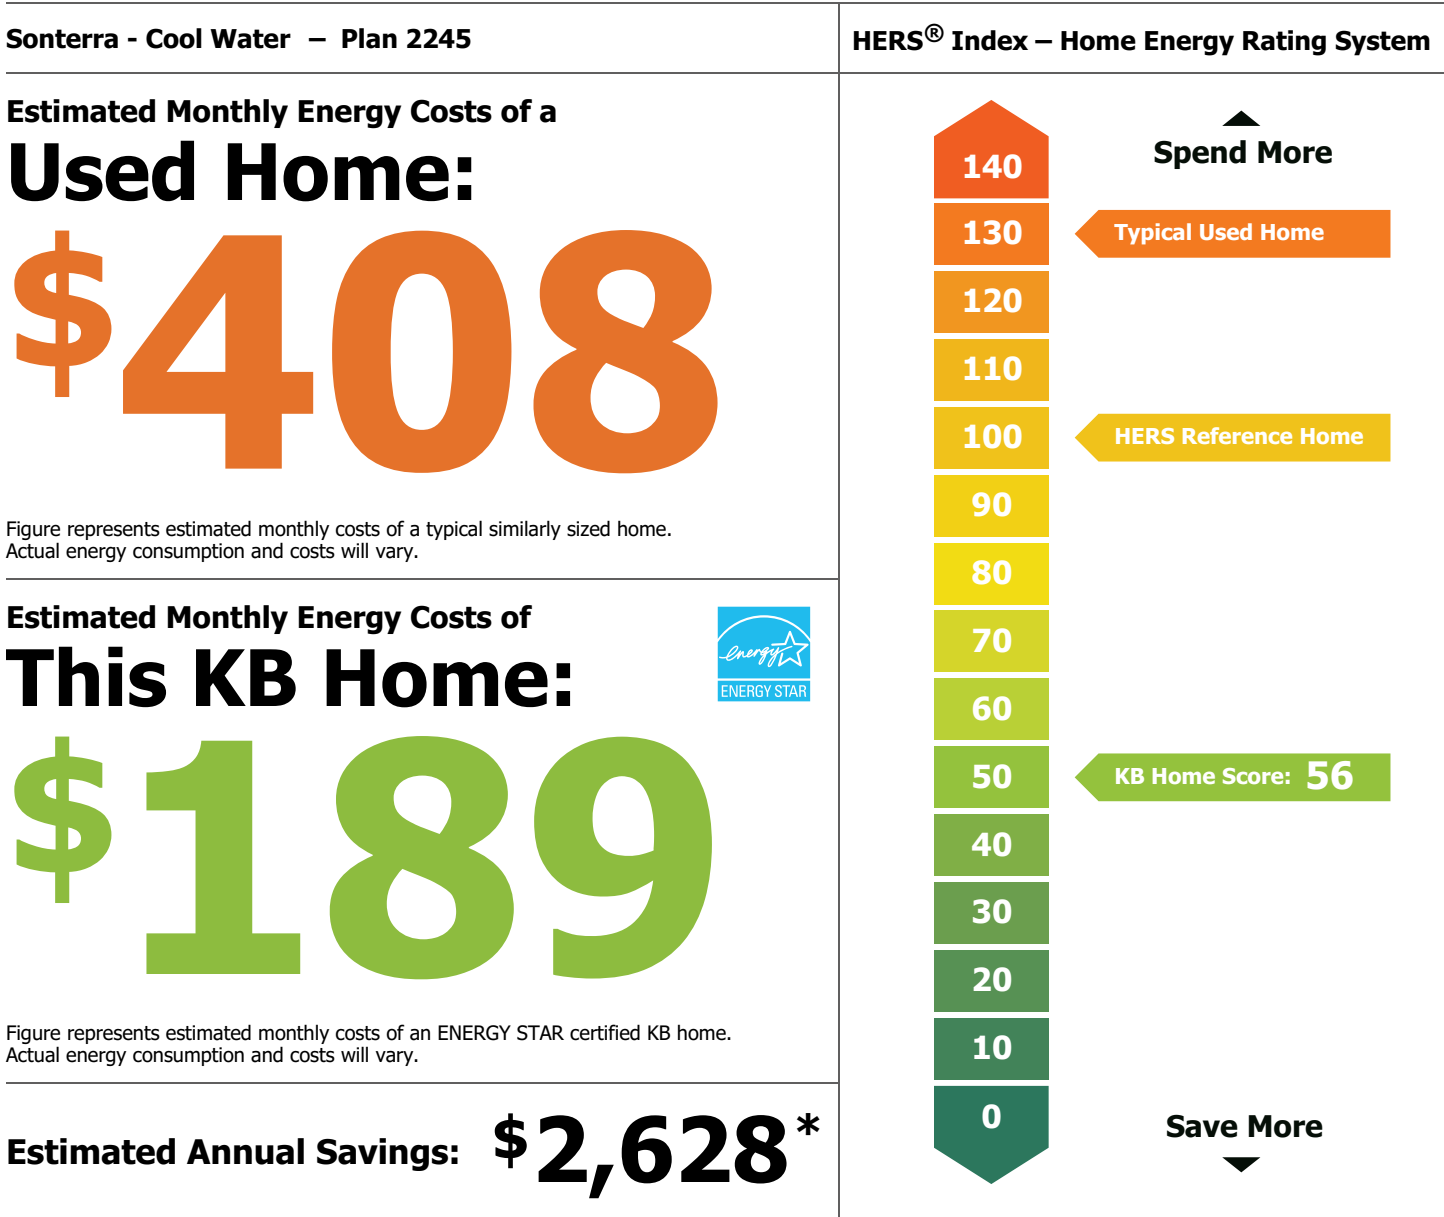 Sonterra - Cool Water – Plan 2245
Estimated Monthly Energy Costs of a
Used Home:
$408
Figure represents estimated monthly costs of a typical similarly sized home.
Actual energy consumption and costs will vary.
Estimated Monthly Energy Costs of
This KB Home:
energy
ENERGY STAR
$189
Figure represents estimated monthly costs of an ENERGY STAR certified KB home.
Actual energy consumption and costs will vary.
Estimated Annual Savings: $2,628*
HERS® Index – Home Energy Rating System
Spend More
140
130 Typical Used Home
120
110
100 HERS Reference Home
90
80
70
60
50 KB Home Score: 56
40
30
20
10
0
Save More